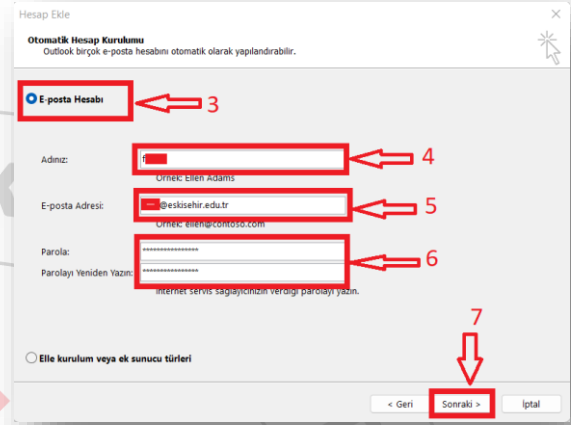 Hesap Ekle
Otomatik Hesap Kurulumu
Outlook birçok e-posta hesabını otomatik olarak yapılandırabilir.
E-posta Hesabı
3
Adınız:
f
4
Örnek: Ellen Adams
E-posta Adresi:
@eskisehir.edu.tr
5
Örnek: ellen@contoso.com
Parola:
****************
6
Parolayı Yeniden Yazın:
****************
İnternet servis sağlayıcınızın verdiği parolayı yazın.
7
Elle kurulum veya ek sunucu türleri
< Geri
Sonraki >
İptal